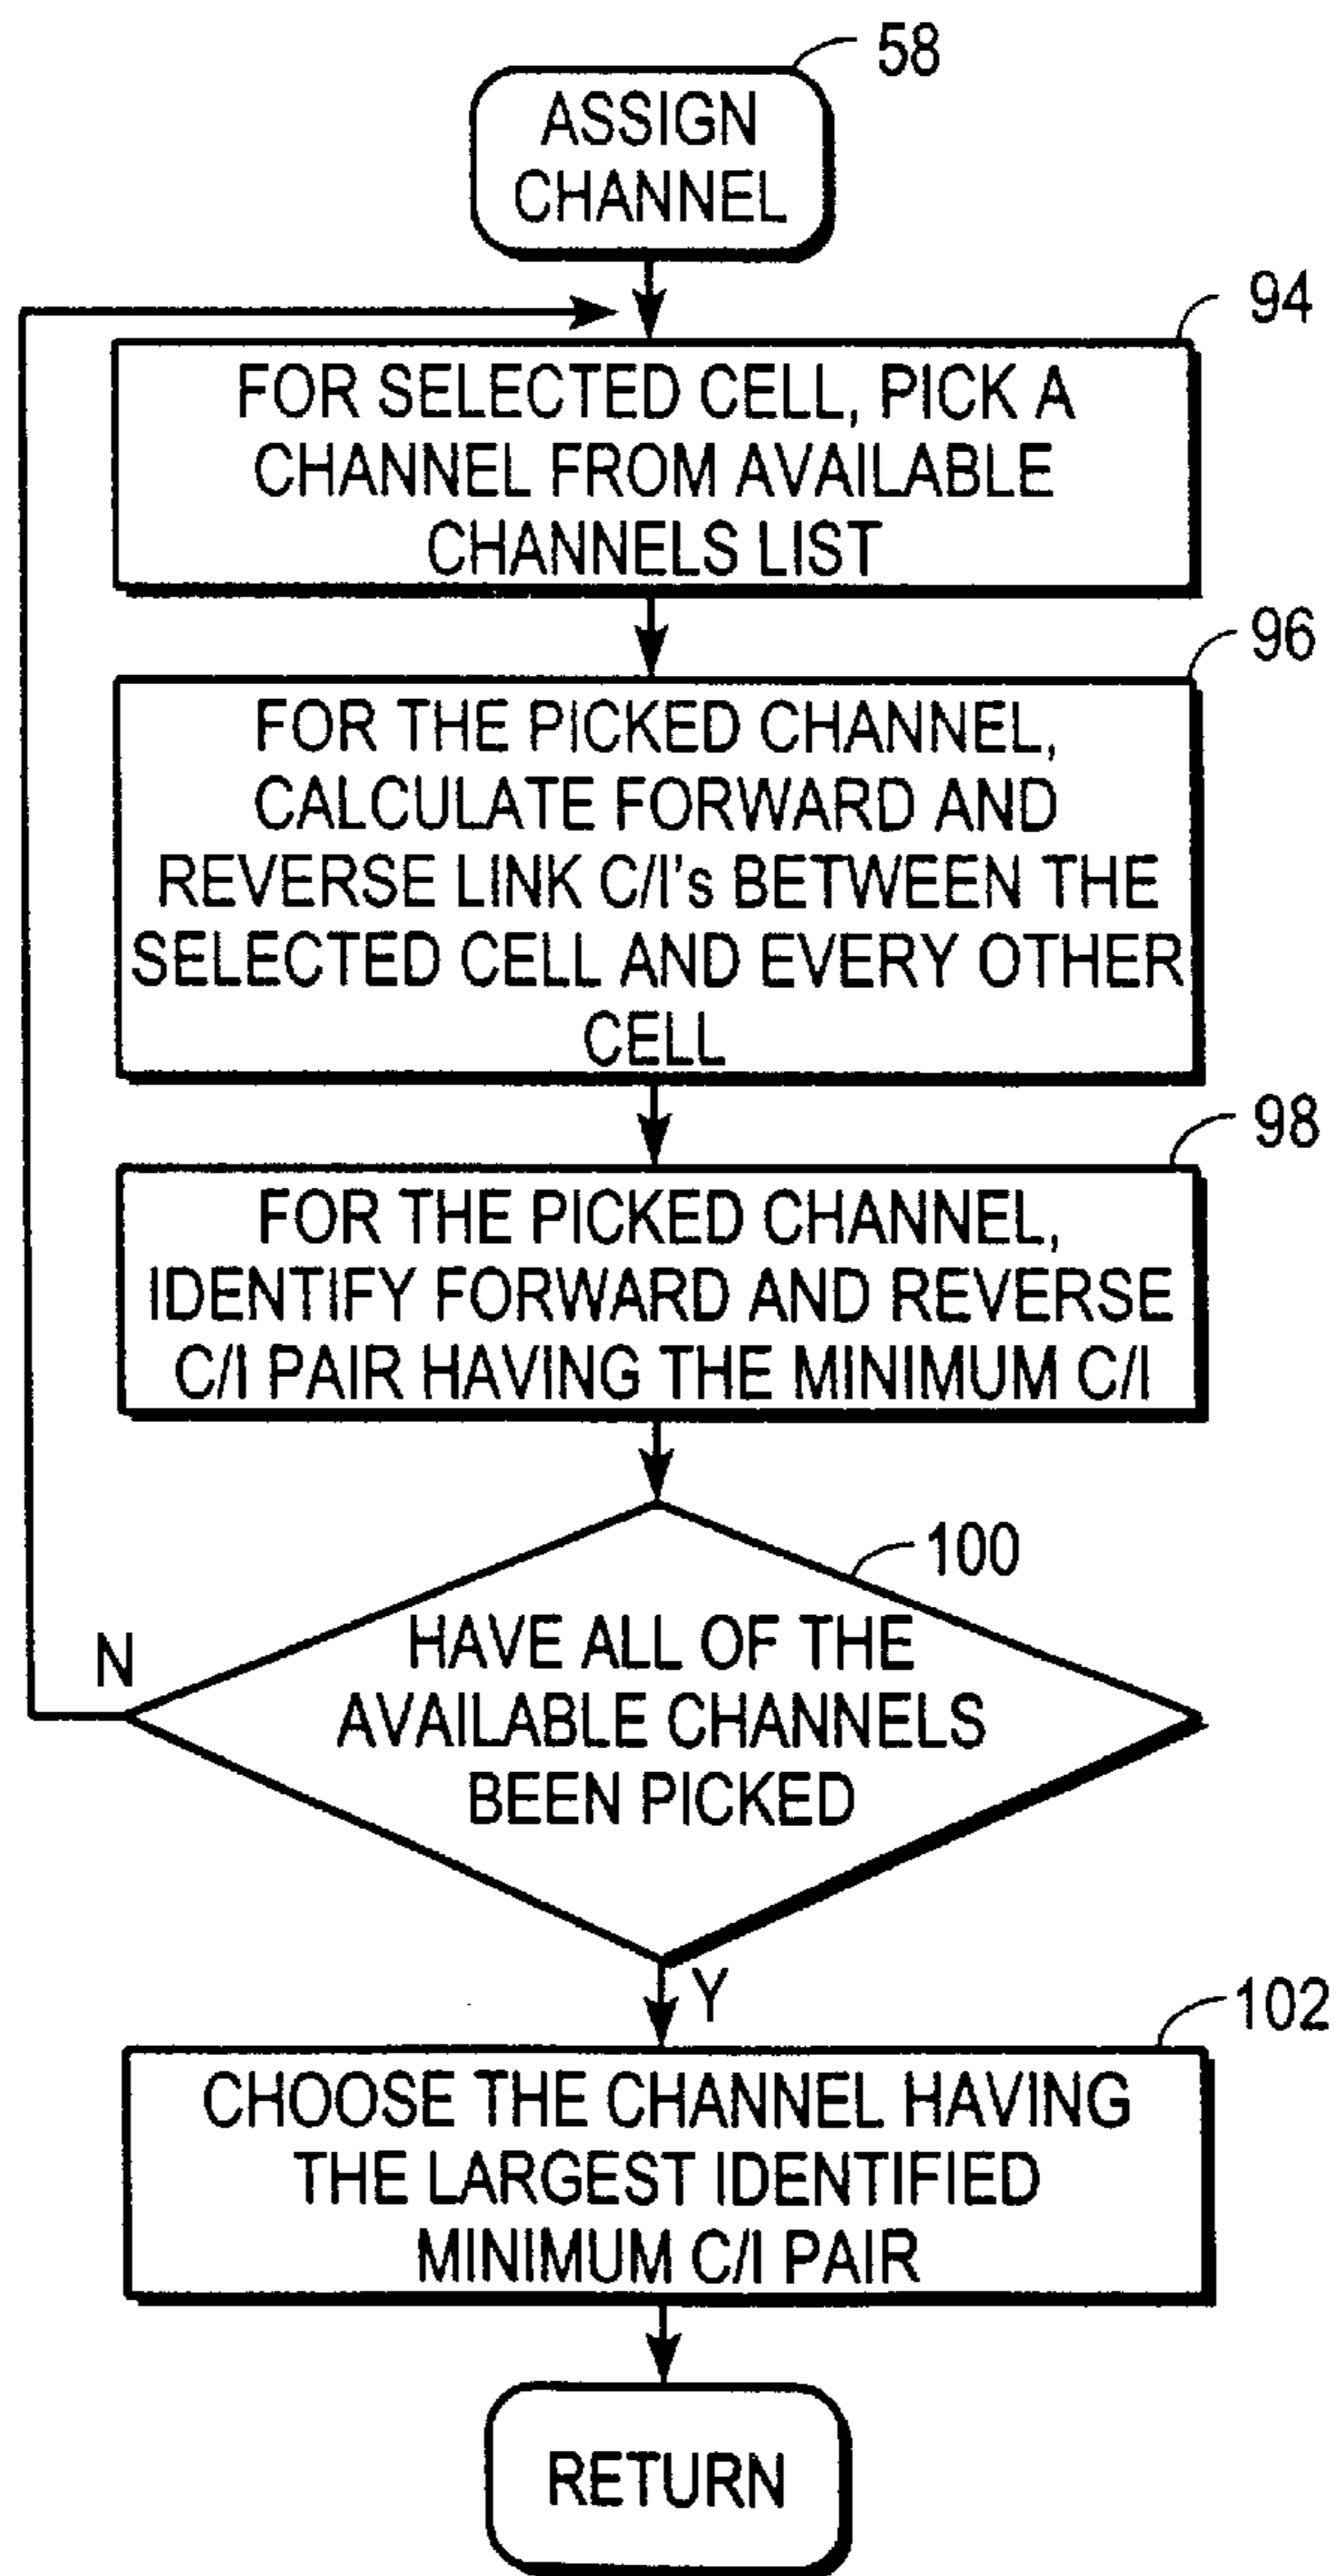 58
ASSIGN
CHANNEL
94
FOR SELECTED CELL, PICK A
CHANNEL FROM AVAILABLE
CHANNELS LIST
96
FOR THE PICKED CHANNEL,
CALCULATE FORWARD AND
REVERSE LINK C/I's BETWEEN THE
SELECTED CELL AND EVERY OTHER
CELL
98
FOR THE PICKED CHANNEL,
IDENTIFY FORWARD AND REVERSE
C/I PAIR HAVING THE MINIMUM C/I
100
HAVE ALL OF THE
AVAILABLE CHANNELS
BEEN PICKED
N
Y
102
CHOOSE THE CHANNEL HAVING
THE LARGEST IDENTIFIED
MINIMUM C/I PAIR
RETURN